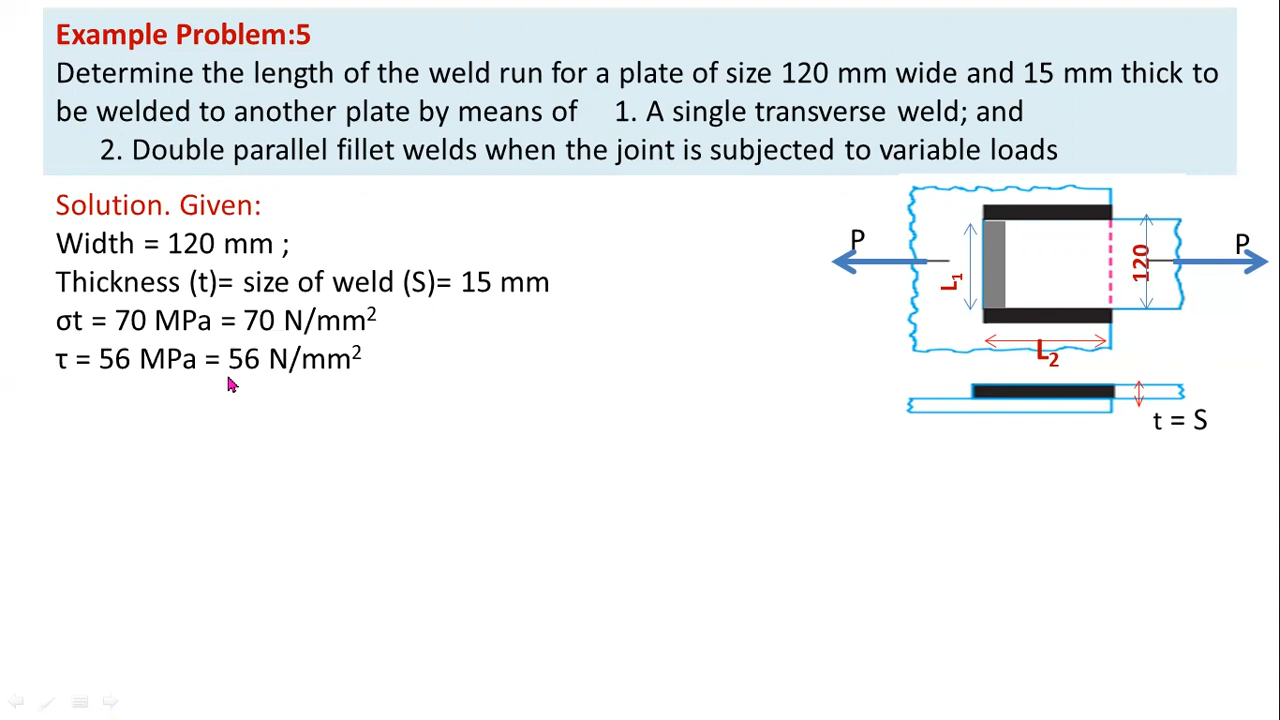 Example Problem:5
Determine the length of the weld run for a plate of size 120 mm wide and 15 mm thick to
be welded to another plate by means of 1. A single transverse weld; and
2. Double parallel fillet welds when the joint is subjected to variable loads
Solution. Given:
Width = 120 mm ;
Thickness (t)= size of weld (S)= 15 mm
σt = 70 MPa = 70 N/mm²
τ = 56 MPa = 56 N/mm²
P
P
L₁
120
L₂
t = S